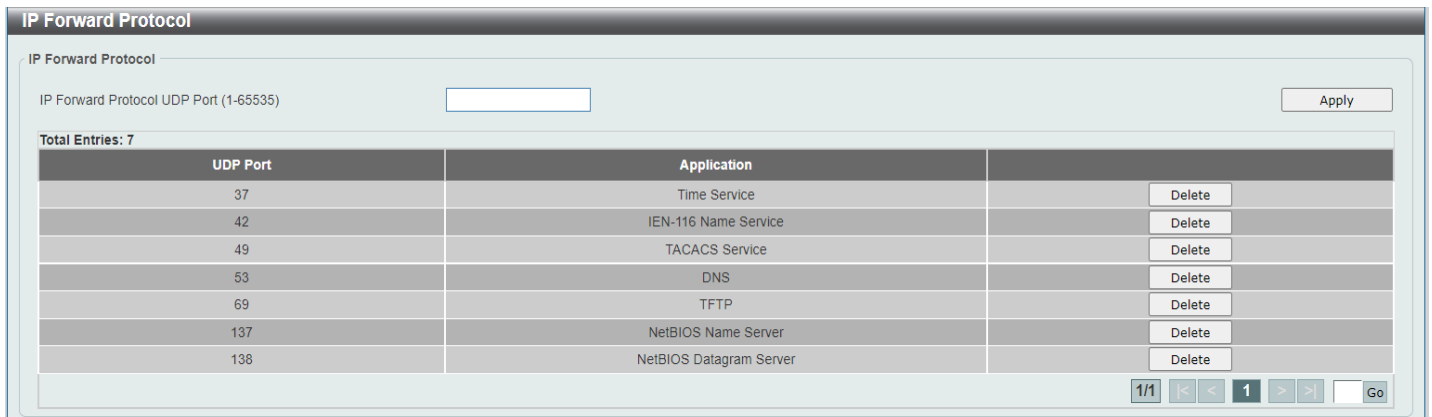 IP Forward Protocol
IP Forward Protocol
IP Forward Protocol UDP Port (1-65535) Apply
Total Entries: 7
UDP Port Application
37 Time Service Delete
42 IEN-116 Name Service Delete
49 TACACS Service Delete
53 DNS Delete
69 TFTP Delete
137 NetBIOS Name Server Delete
138 NetBIOS Datagram Server Delete
1/1 |< < 1 > >| Go